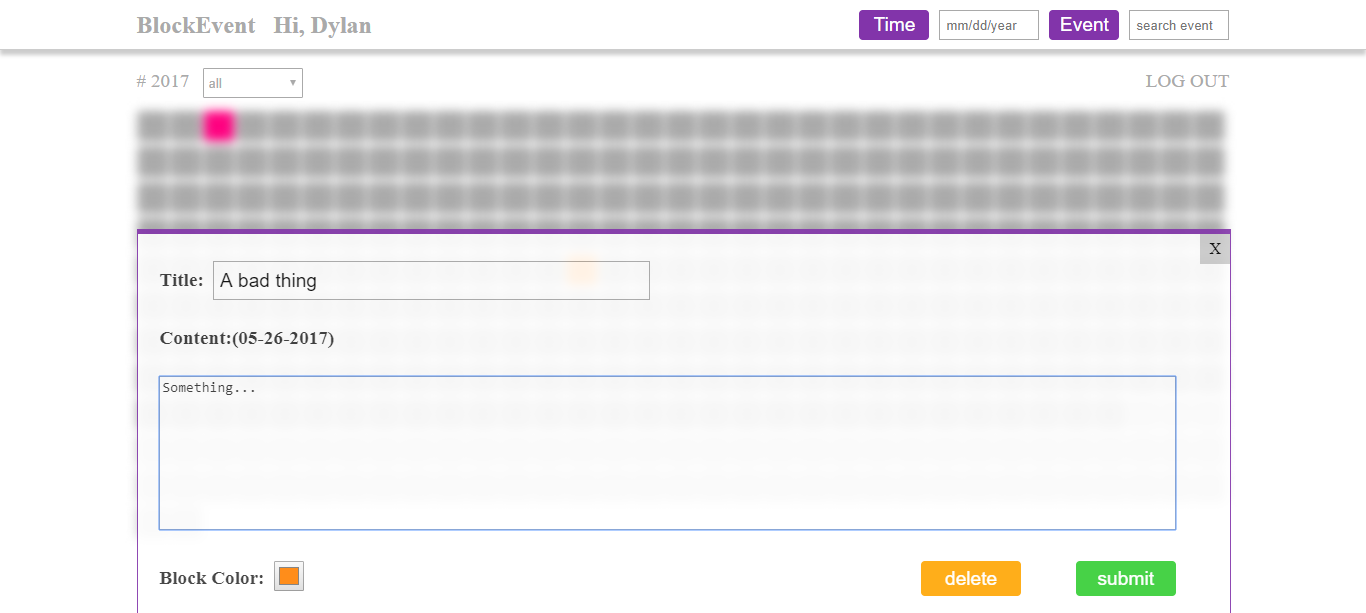 BlockEvent Hi, Dylan Time mm/dd/year Event search event
# 2017 all LOG OUT
X
Title: A bad thing
Content:(05-26-2017)
Something...
Block Color: delete submit